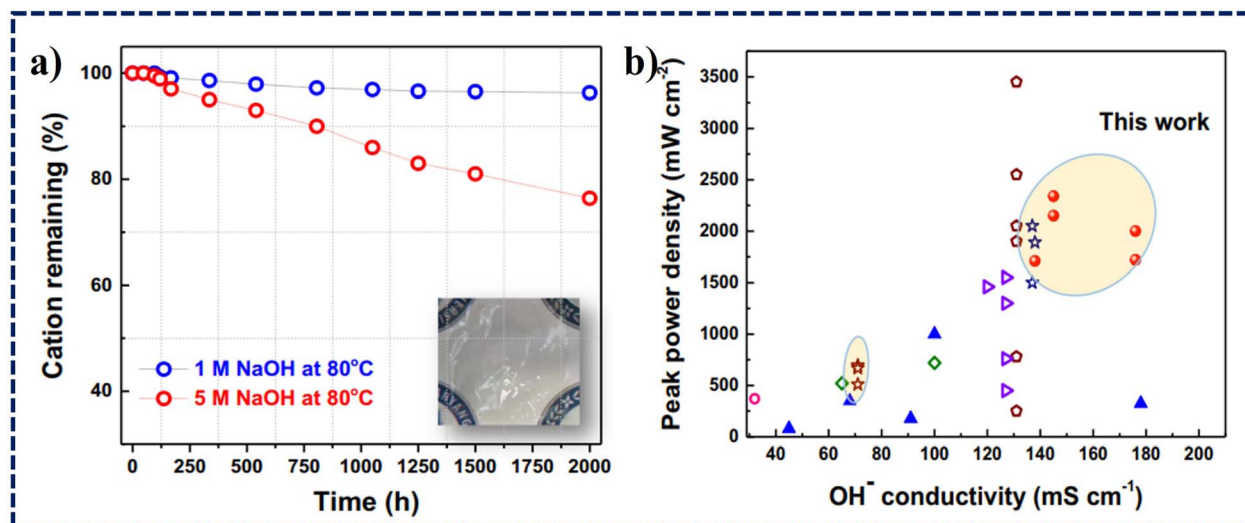 a)
Cation remaining (%)
100
80
60
40
1 M NaOH at 80°C
5 M NaOH at 80°C
0 250 500 750 1000 1250 1500 1750 2000
Time (h)
b)
Peak power density (mW cm⁻²)
3500
3000
2500
2000
1500
1000
500
0
This work
40 60 80 100 120 140 160 180 200
OH⁻ conductivity (mS cm⁻¹)